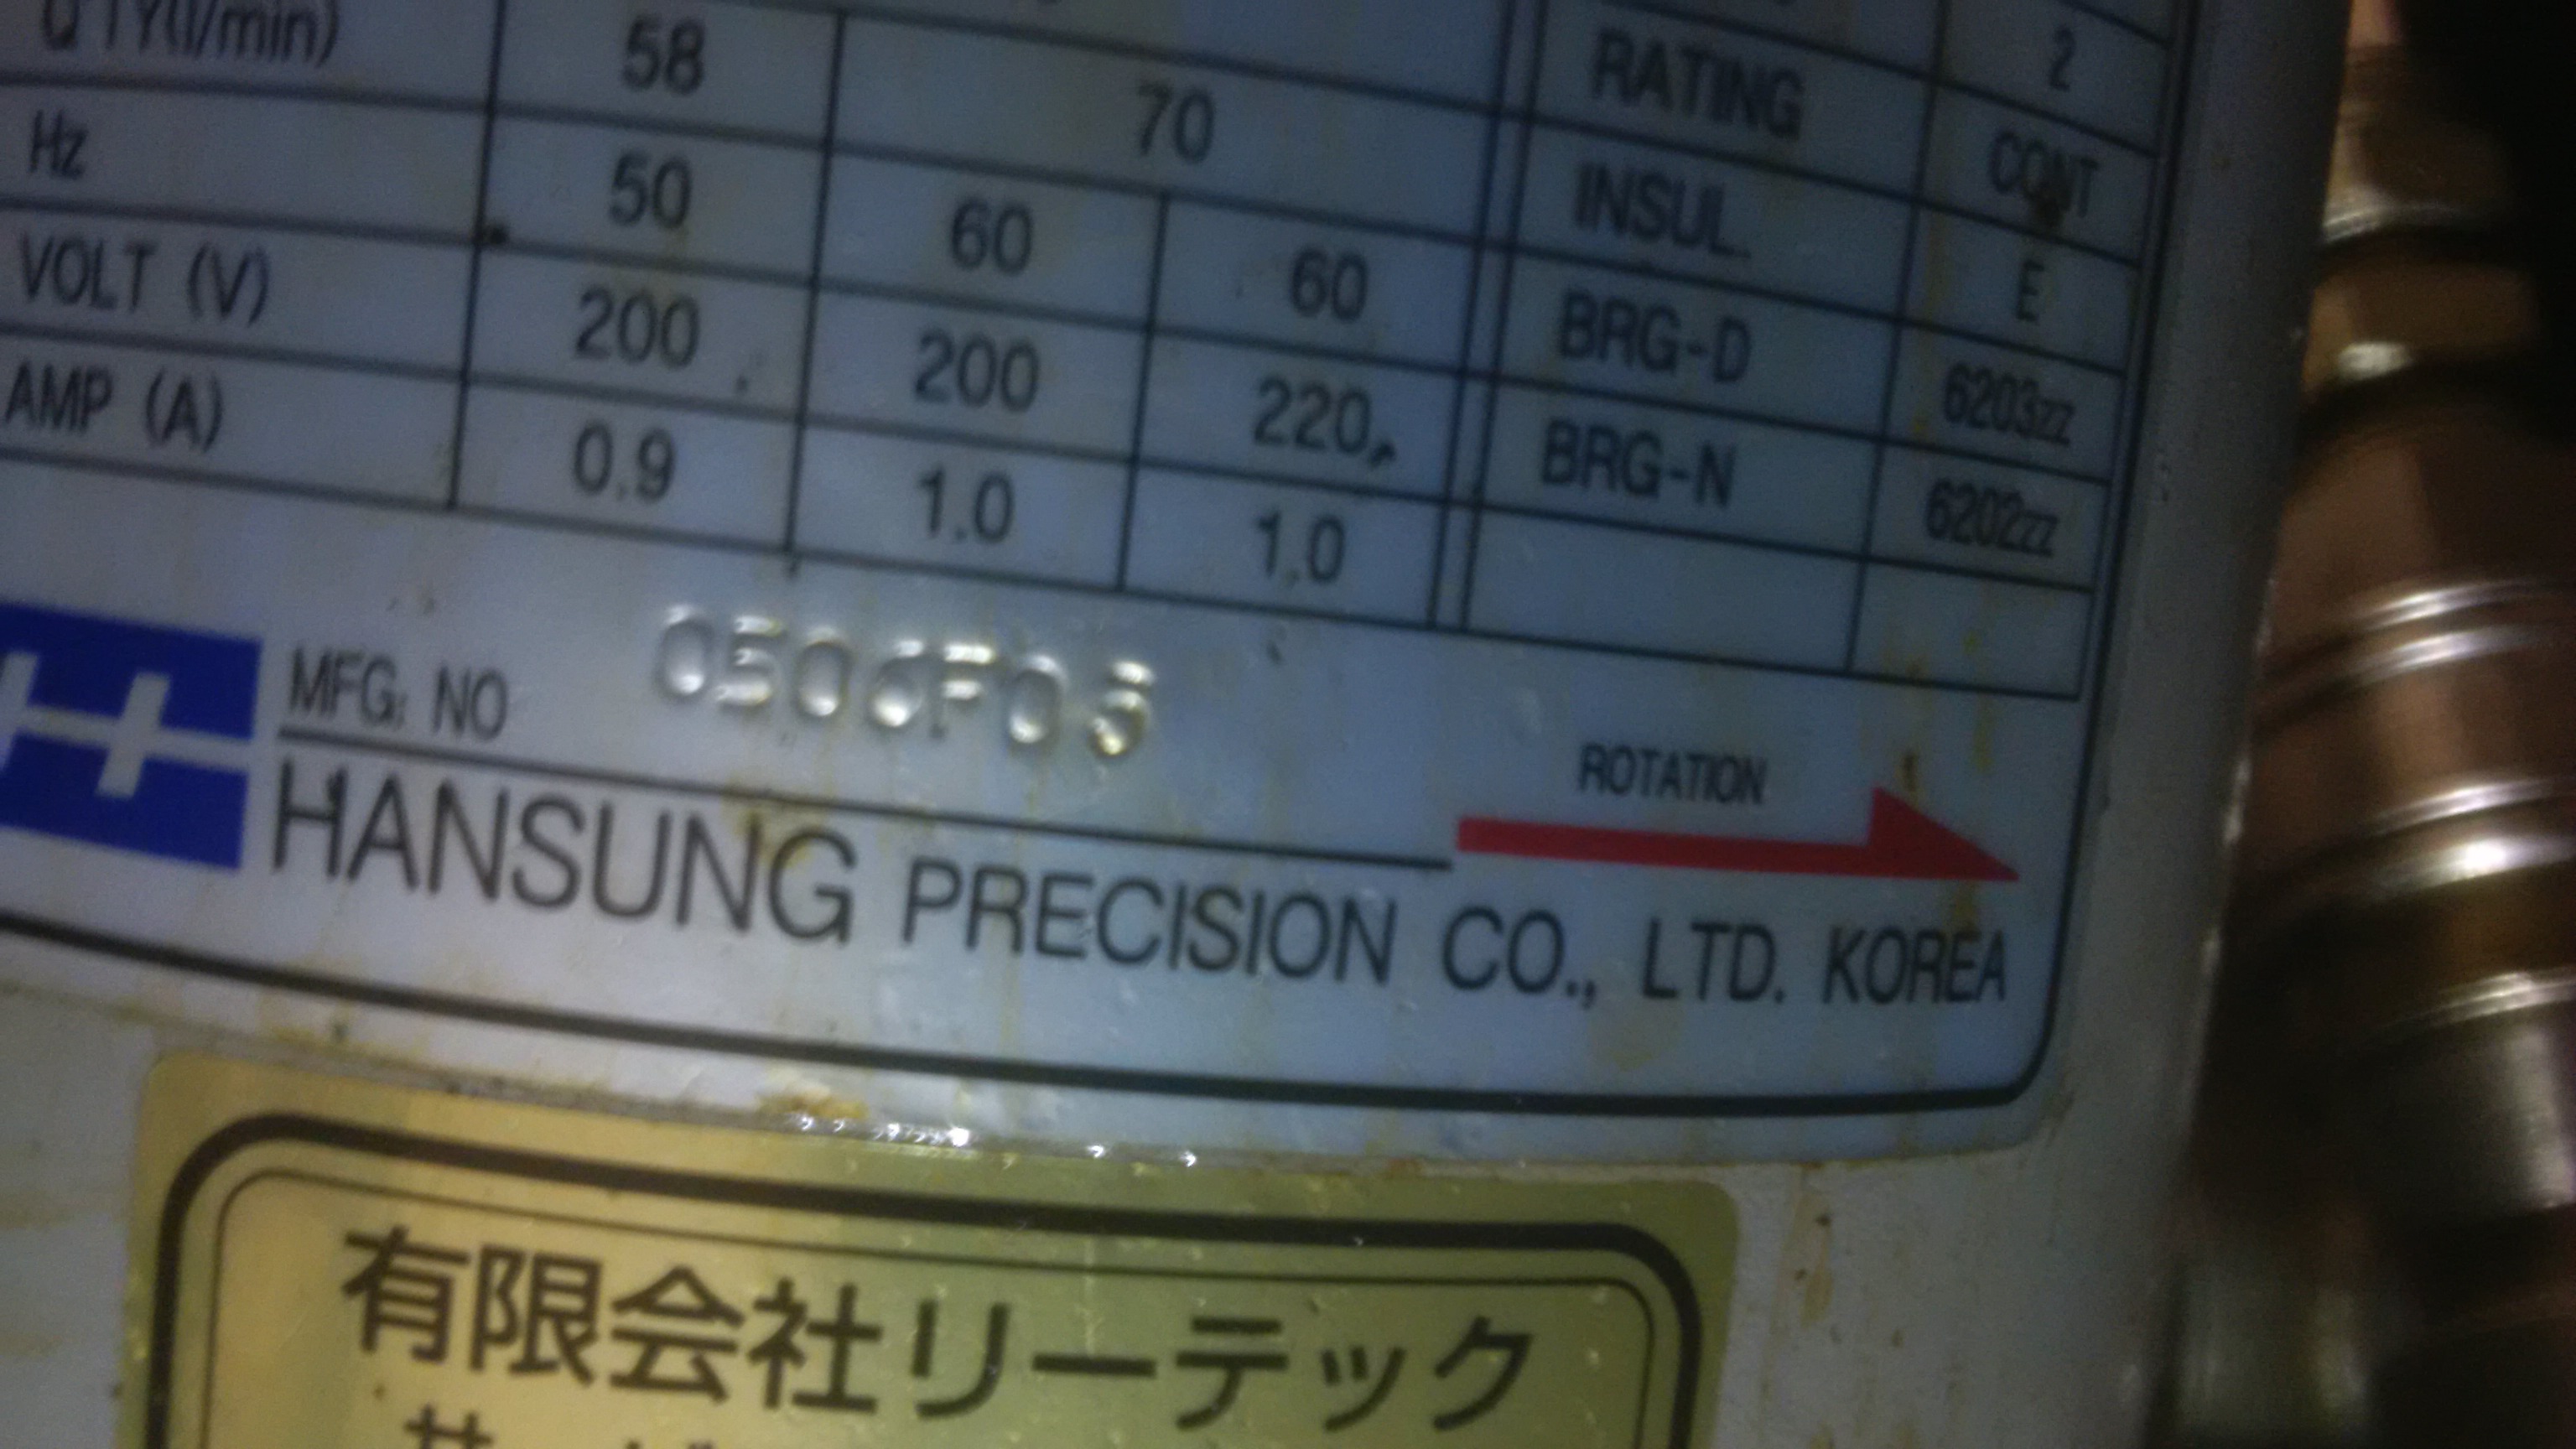 Q'TY(l/min) 58 70
Hz 50 60 60
VOLT (V) 200 200 220
AMP (A) 0.9 1.0 1.0
2
RATING CONT
INSUL. E
BRG-D 6203ZZ
BRG-N 6202ZZ
MFG. NO 0506F05
ROTATION
HANSUNG PRECISION CO., LTD. KOREA
有限会社リーテック